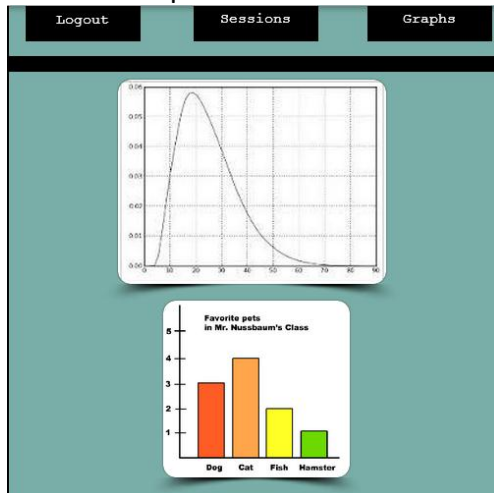 Logout Sessions Graphs
0.06
0.05
0.04
0.03
0.02
0.01
0.00
0 10 20 30 40 50 60 70 80 90
Favorite pets
in Mr. Nussbaum's Class
5
4
3
2
1
Dog Cat Fish Hamster